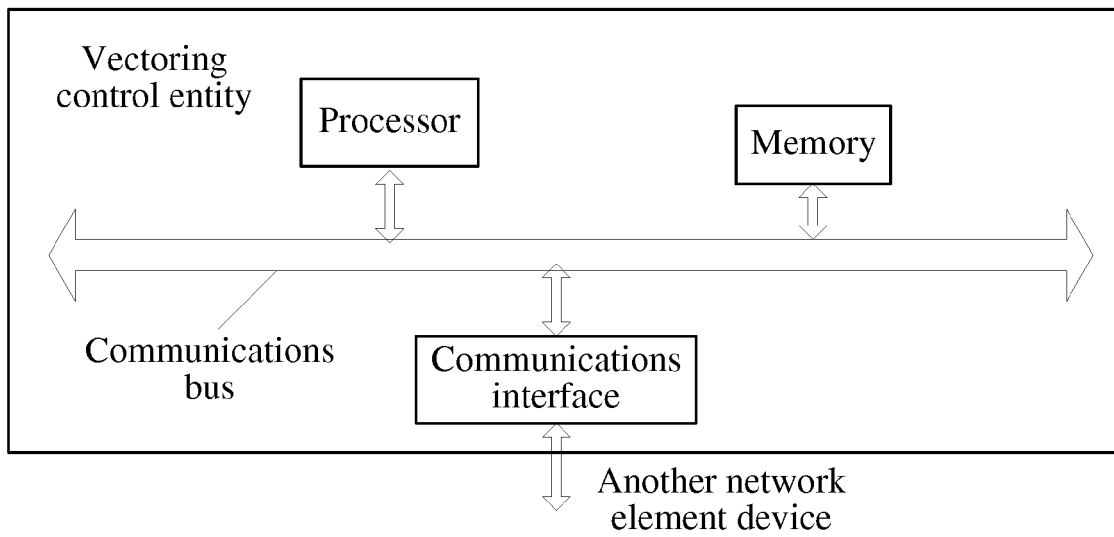 Vectoring
control entity
Processor
Memory
Communications
bus
Communications
interface
Another network
element device